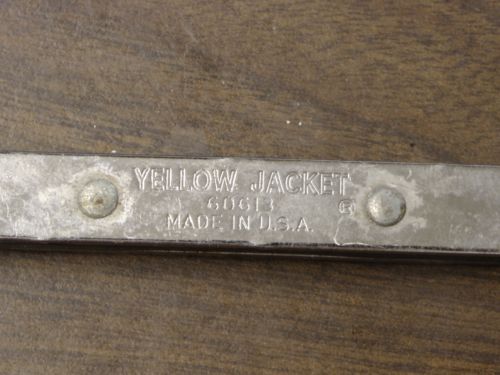 YELLOW JACKET
60613 ®
MADE IN U.S.A.